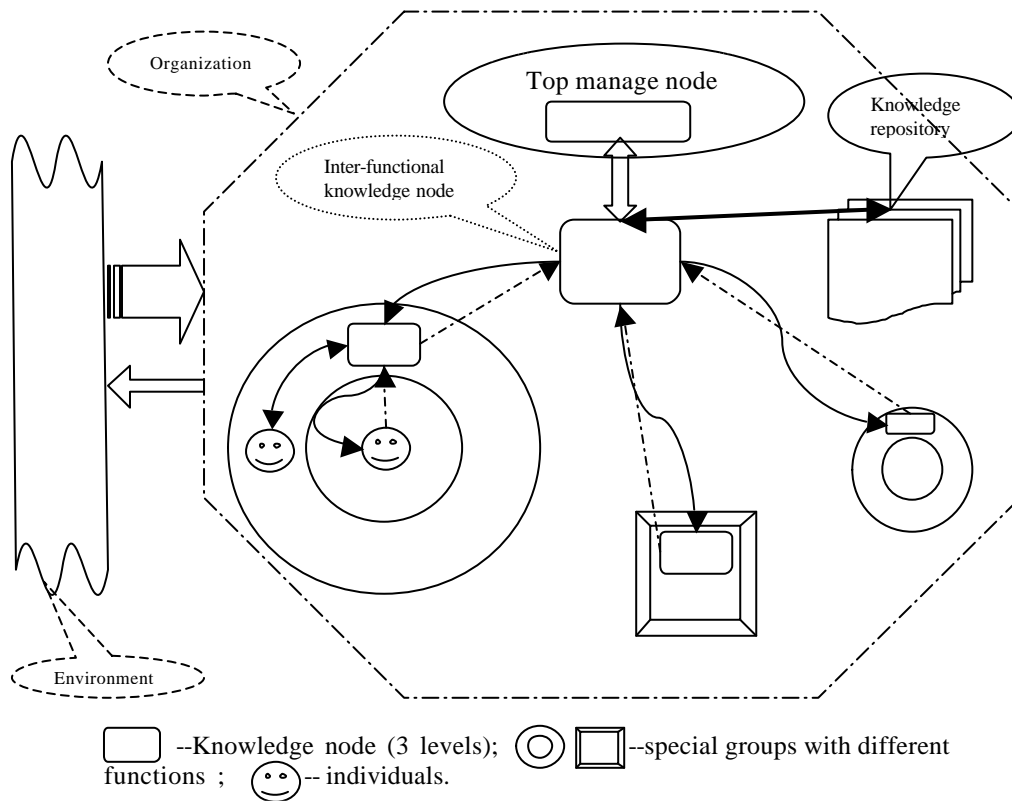 Organization
Top manage node
Knowledge
repository
Inter-functional
knowledge node
Environment
--Knowledge node (3 levels); --special groups with different
functions ; -- individuals.